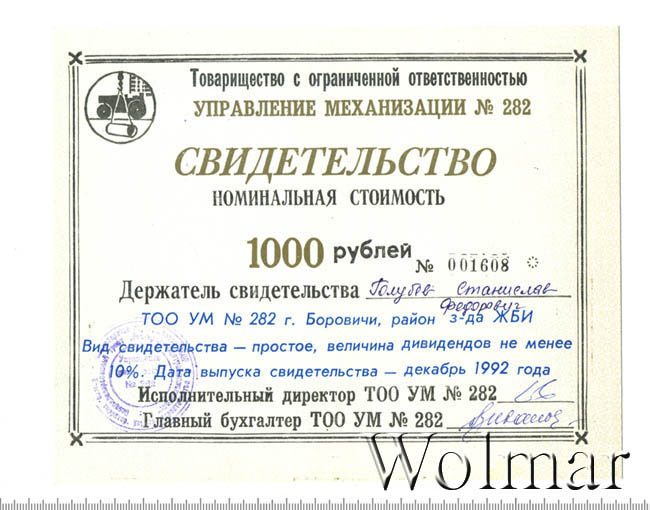 Товарищество с ограниченной ответственностью
УПРАВЛЕНИЕ МЕХАНИЗАЦИИ № 282
СВИДЕТЕЛЬСТВО
НОМИНАЛЬНАЯ СТОИМОСТЬ
1000 рублей № 001608
Держатель свидетельства Голубев Станислав
Федорович
ТОО УМ № 282 г. Боровичи, район з-да ЖБИ
Вид свидетельства — простое, величина дивидендов не менее
10%. Дата выпуска свидетельства — декабрь 1992 года
Исполнительный директор ТОО УМ № 282
Главный бухгалтер ТОО УМ № 282
Wolmar